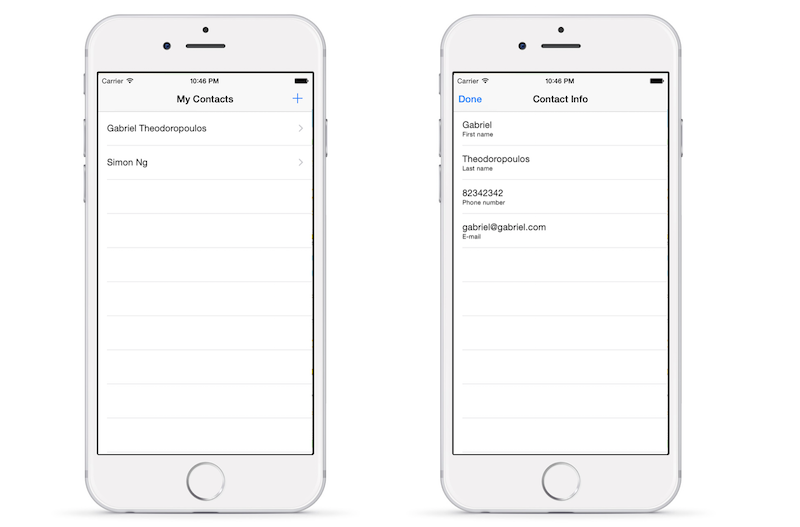 Carrier 10:46 PM
My Contacts +
Gabriel Theodoropoulos
Simon Ng
Carrier 10:46 PM
Done Contact Info
Gabriel
First name
Theodoropoulos
Last name
82342342
Phone number
gabriel@gabriel.com
E-mail